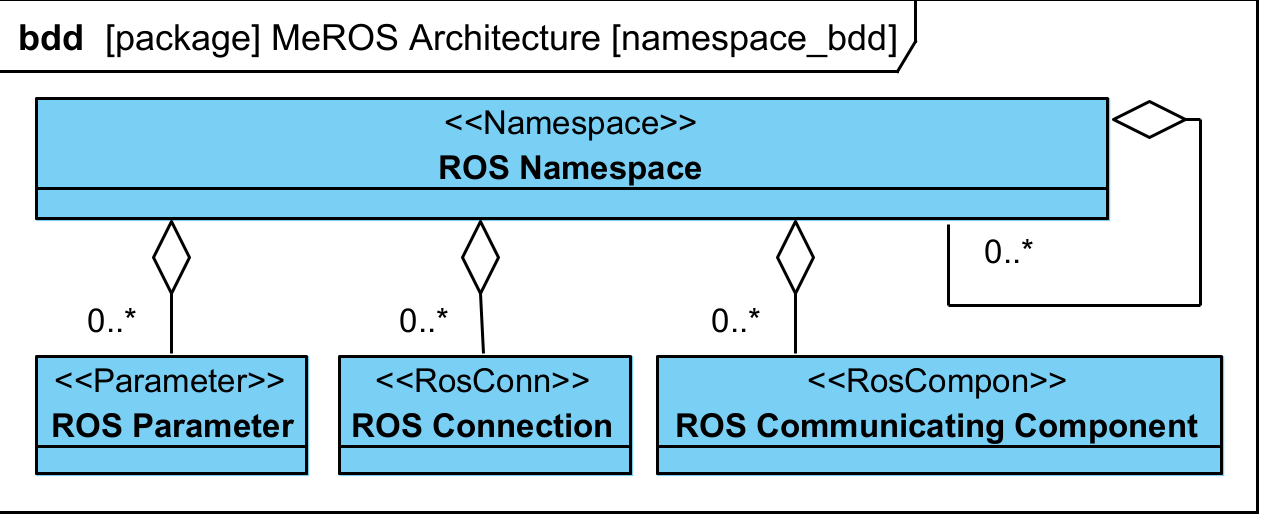 bdd [package] MeROS Architecture [namespace_bdd]
<<Namespace>>
ROS Namespace
0..*
0..*
0..*
0..*
<<Parameter>>
ROS Parameter
<<RosConn>>
ROS Connection
<<RosCompon>>
ROS Communicating Component